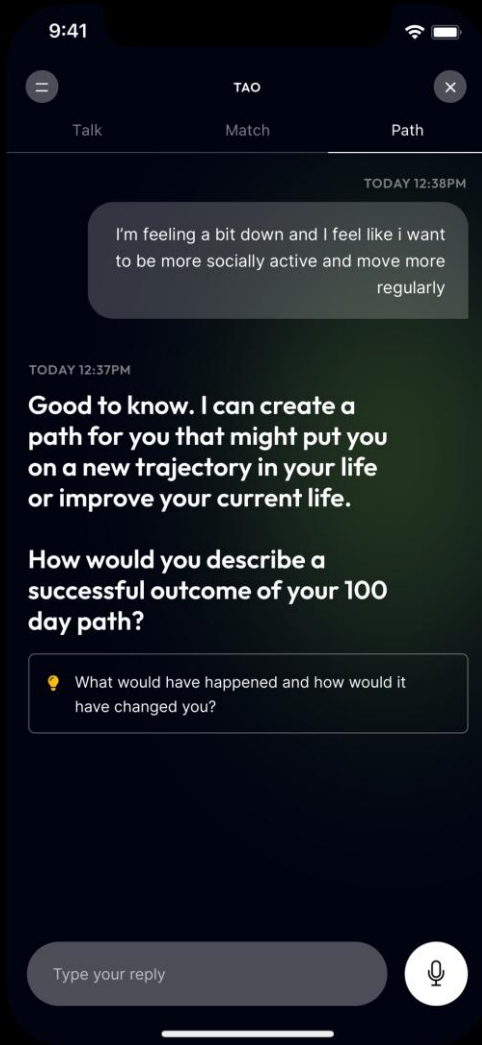 9:41
TAO
Talk
Match
Path
TODAY 12:38PM
I'm feeling a bit down and I feel like i want
to be more socially active and move more
regularly
TODAY 12:37PM
Good to know. I can create a
path for you that might put you
on a new trajectory in your life
or improve your current life.
How would you describe a
successful outcome of your 100
day path?
What would have happened and how would it
have changed you?
Type your reply